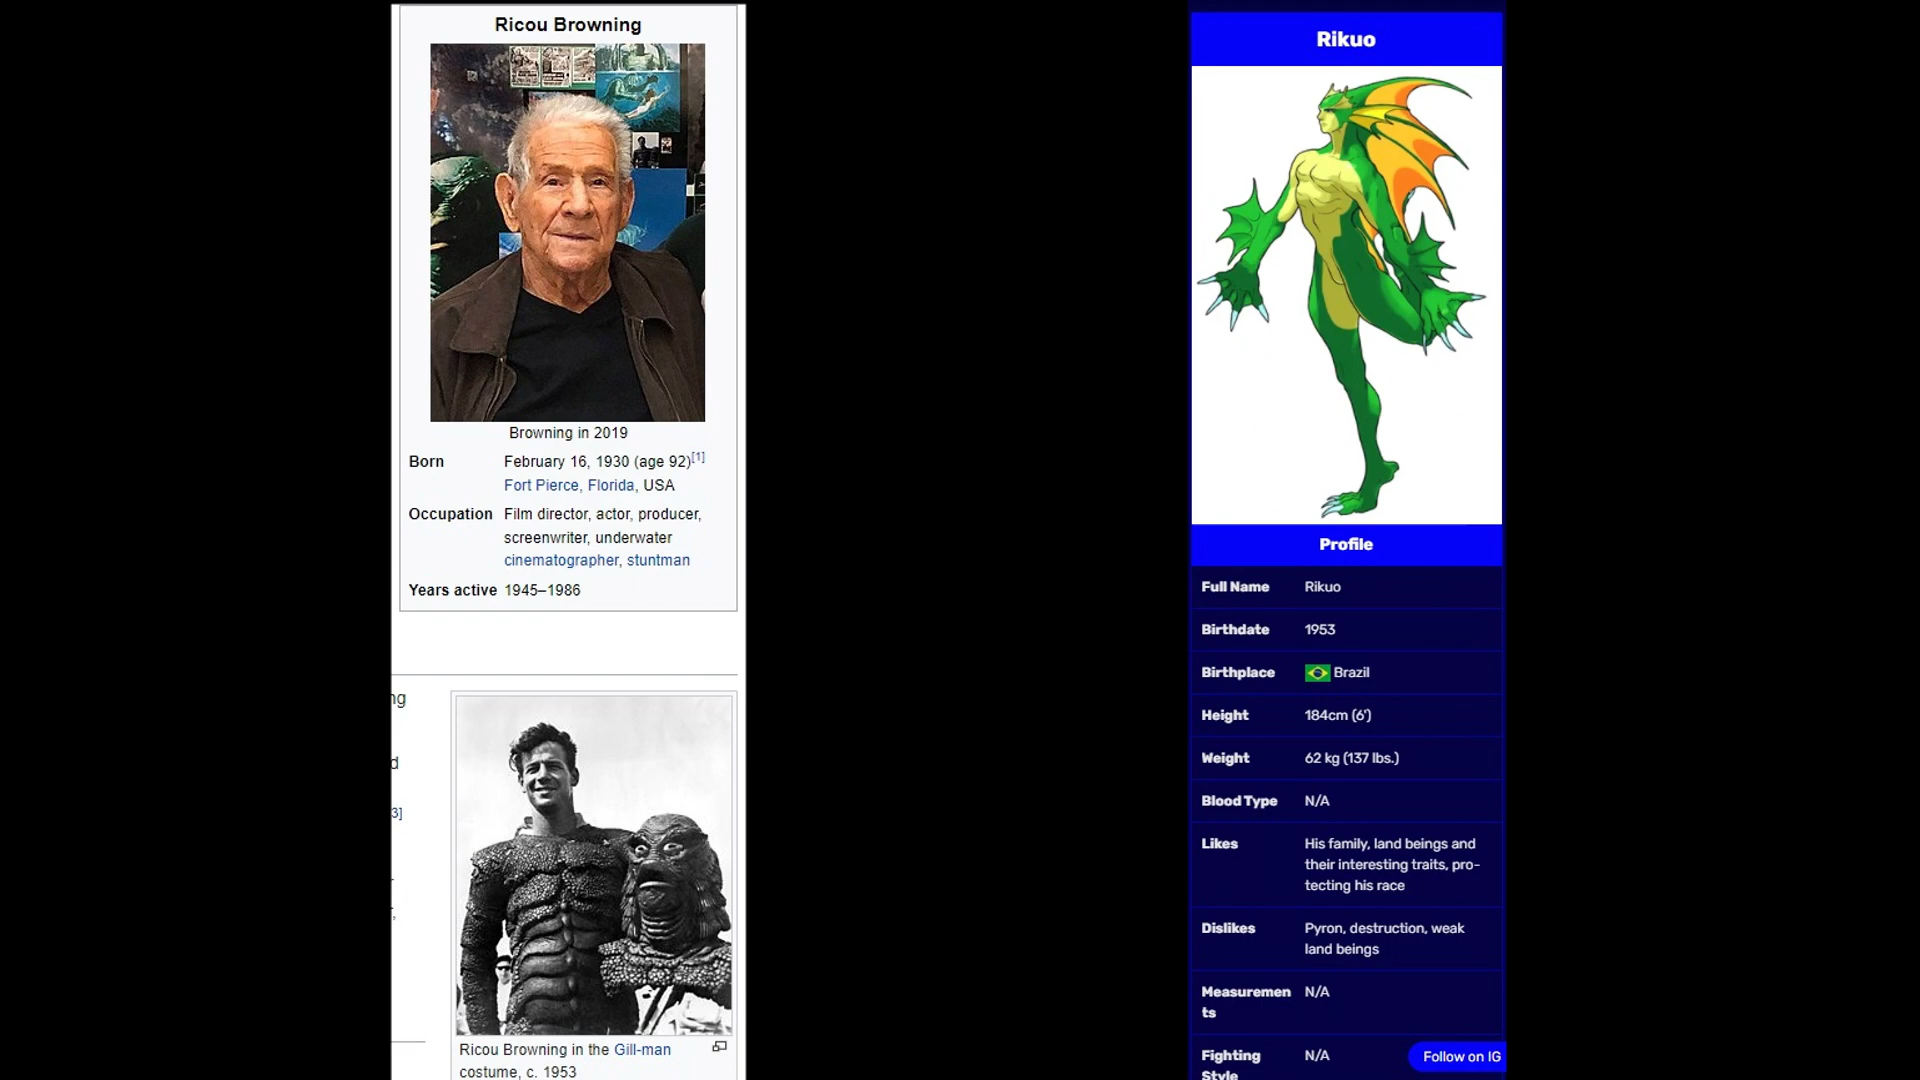 Ricou Browning
Browning in 2019
Born February 16, 1930 (age 92)[1]
Fort Pierce, Florida, USA
Occupation Film director, actor, producer,
screenwriter, underwater
cinematographer, stuntman
Years active 1945–1986
ng
d
3]
Ricou Browning in the Gill-man
costume, c. 1953
Rikuo
Profile
Full Name Rikuo
Birthdate 1953
Birthplace Brazil
Height 184cm (6')
Weight 62 kg (137 lbs.)
Blood Type N/A
Likes His family, land beings and
their interesting traits, pro-
tecting his race
Dislikes Pyron, destruction, weak
land beings
Measuremen N/A
ts
Fighting N/A
Style
Follow on IG